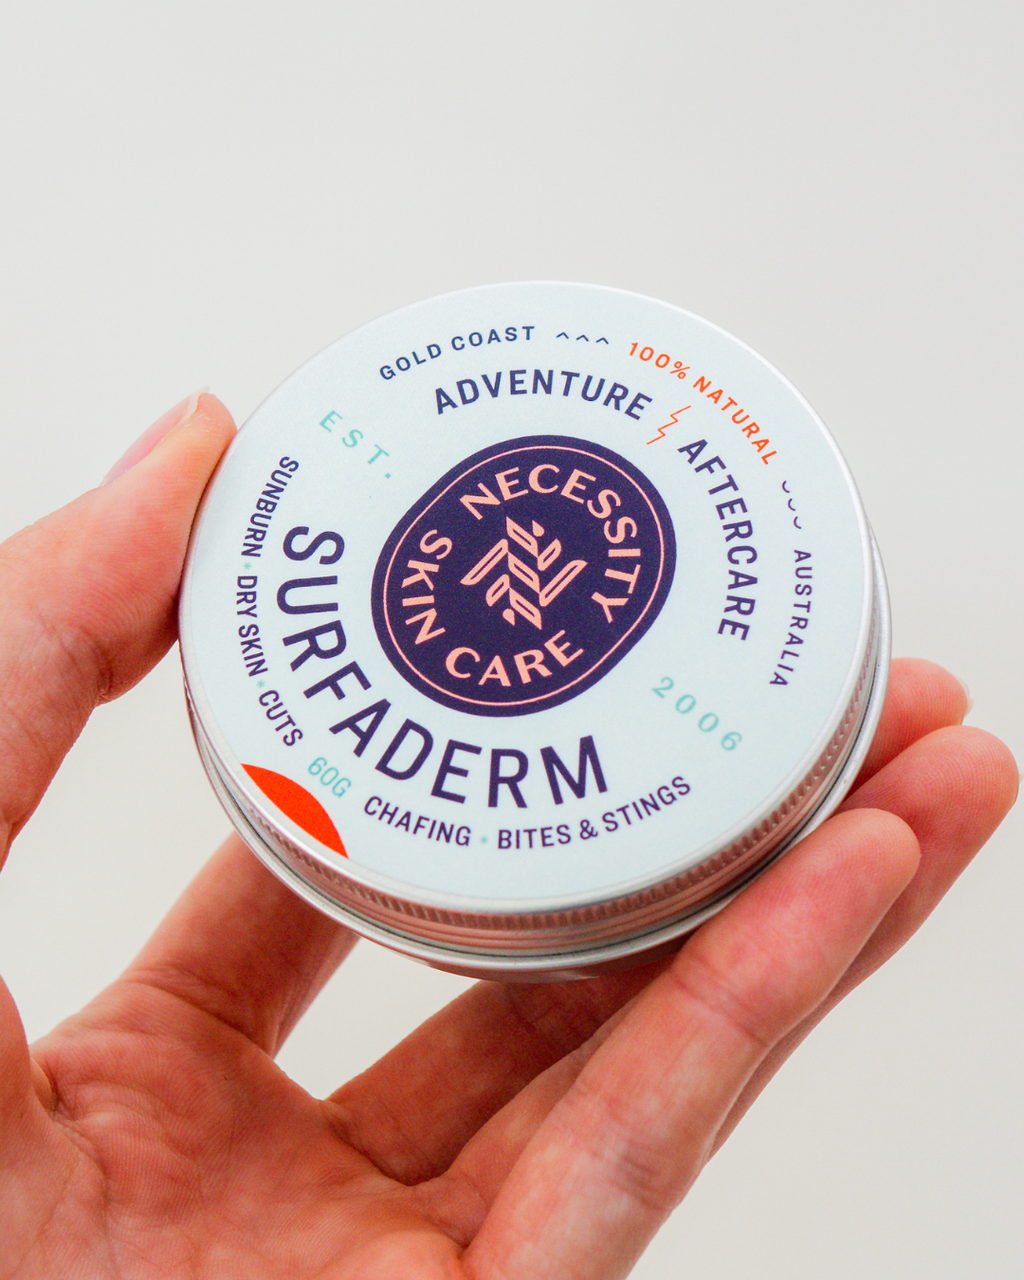 GOLD COAST ^^^ 100% NATURAL AUSTRALIA
ADVENTURE AFTERCARE
EST. 2006
NECESSITY
SKIN CARE
SURFADERM
SUNBURN • DRY SKIN • CUTS
60G
CHAFING • BITES & STINGS